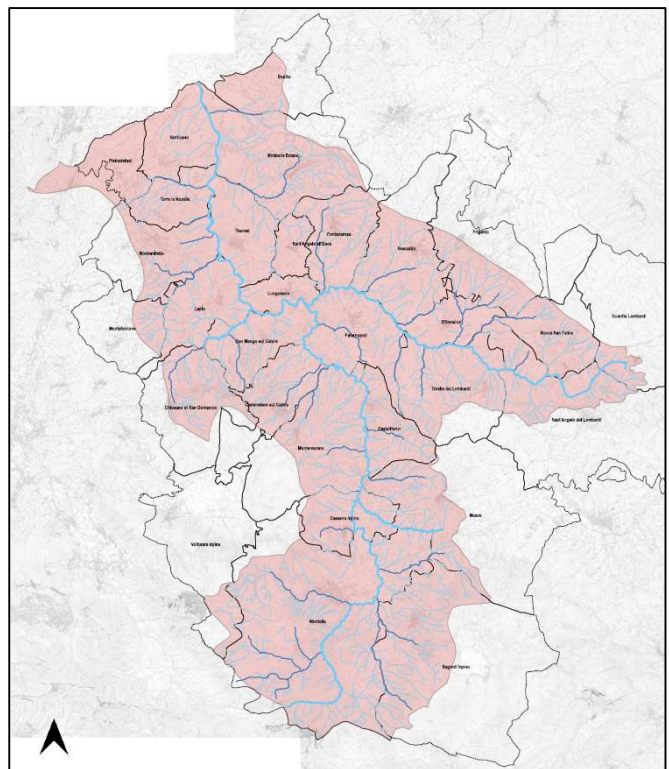 Bonito
Venticano
Pietradefusi
Mirabella Eclano
Torre le Nocelle
Taurasi
Sant'Angelo all'Esca
Fontanarosa
Gesualdo
Frigento
Montemiletto
Luogosano
Lapio
Villamaina
Guardia Lombardi
Montefalcione
San Mango sul Calore
Paternopoli
Rocca San Felice
Torella dei Lombardi
Chiusano di San Domenico
Castelvetere sul Calore
Sant'Angelo dei Lombardi
Castelfranci
Montemarano
Cassano Irpino
Nusco
Volturara Irpina
Montella
Bagnoli Irpino